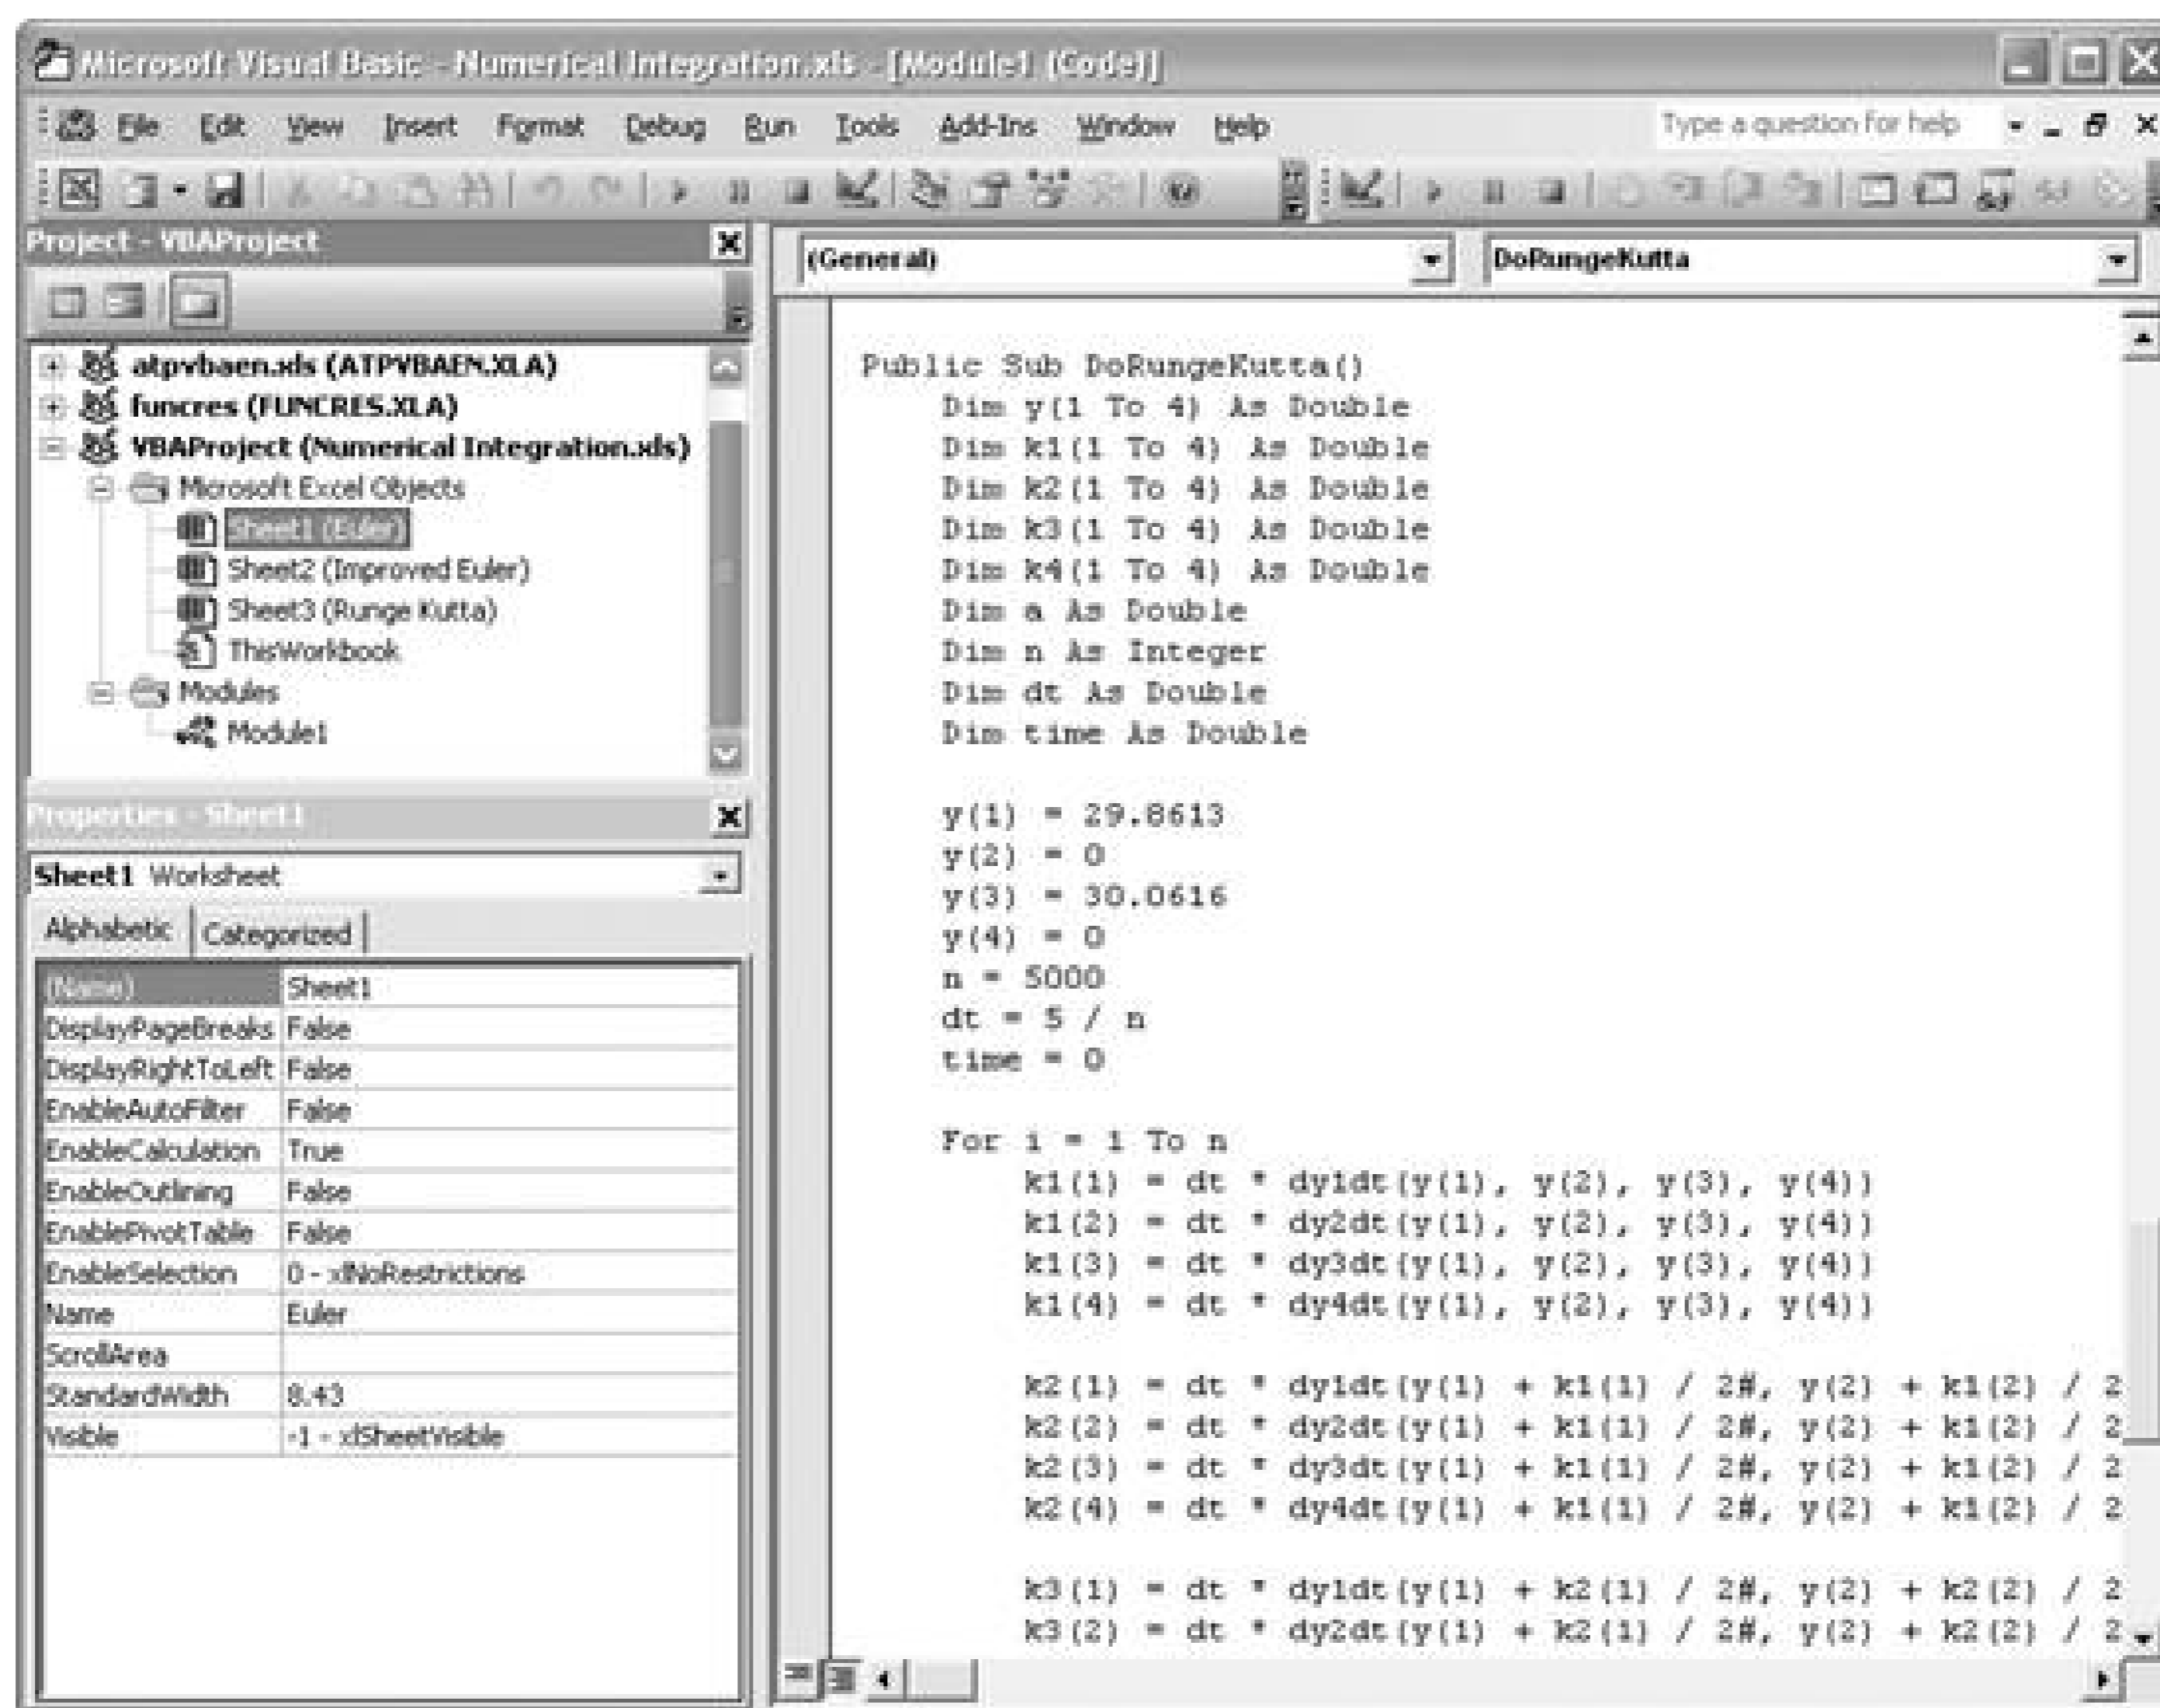 Microsoft Visual Basic - Numerical Integration.xls - [Module1 (Code)]
File Edit View Insert Format Debug Run Tools Add-Ins Window Help
Type a question for help
Project - VBAProject
atpvbaen.xls (ATPVBAEN.XLA)
funcres (FUNCRES.XLA)
VBAProject (Numerical Integration.xls)
Microsoft Excel Objects
Sheet1 (Euler)
Sheet2 (Improved Euler)
Sheet3 (Runge Kutta)
ThisWorkbook
Modules
Module1
Properties - Sheet1
Sheet1 Worksheet
Alphabetic Categorized
(Name) Sheet1
DisplayPageBreaks False
DisplayRightToLeft False
EnableAutoFilter False
EnableCalculation True
EnableOutlining False
EnablePivotTable False
EnableSelection 0 - xlNoRestrictions
Name Euler
ScrollArea
StandardWidth 8.43
Visible -1 - xlSheetVisible
(General) DoRungeKutta
Public Sub DoRungeKutta()
Dim y(1 To 4) As Double
Dim k1(1 To 4) As Double
Dim k2(1 To 4) As Double
Dim k3(1 To 4) As Double
Dim k4(1 To 4) As Double
Dim a As Double
Dim n As Integer
Dim dt As Double
Dim time As Double
y(1) = 29.8613
y(2) = 0
y(3) = 30.0616
y(4) = 0
n = 5000
dt = 5 / n
time = 0
For i = 1 To n
k1(1) = dt * dy1dt(y(1), y(2), y(3), y(4))
k1(2) = dt * dy2dt(y(1), y(2), y(3), y(4))
k1(3) = dt * dy3dt(y(1), y(2), y(3), y(4))
k1(4) = dt * dy4dt(y(1), y(2), y(3), y(4))
k2(1) = dt * dy1dt(y(1) + k1(1) / 2#, y(2) + k1(2) / 2
k2(2) = dt * dy2dt(y(1) + k1(1) / 2#, y(2) + k1(2) / 2
k2(3) = dt * dy3dt(y(1) + k1(1) / 2#, y(2) + k1(2) / 2
k2(4) = dt * dy4dt(y(1) + k1(1) / 2#, y(2) + k1(2) / 2
k3(1) = dt * dy1dt(y(1) + k2(1) / 2#, y(2) + k2(2) / 2
k3(2) = dt * dy2dt(y(1) + k2(1) / 2#, y(2) + k2(2) / 2